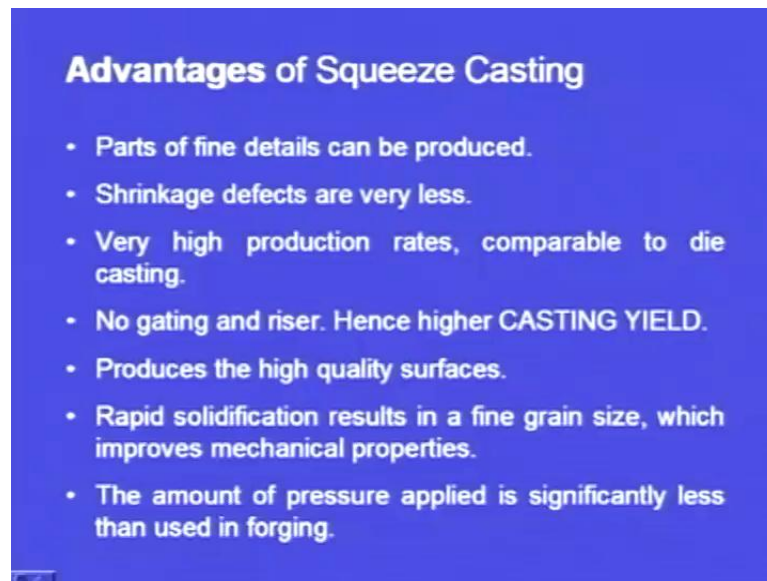 Advantages of Squeeze Casting
• Parts of fine details can be produced.
• Shrinkage defects are very less.
• Very high production rates, comparable to die
casting.
• No gating and riser. Hence higher CASTING YIELD.
• Produces the high quality surfaces.
• Rapid solidification results in a fine grain size, which
improves mechanical properties.
• The amount of pressure applied is significantly less
than used in forging.